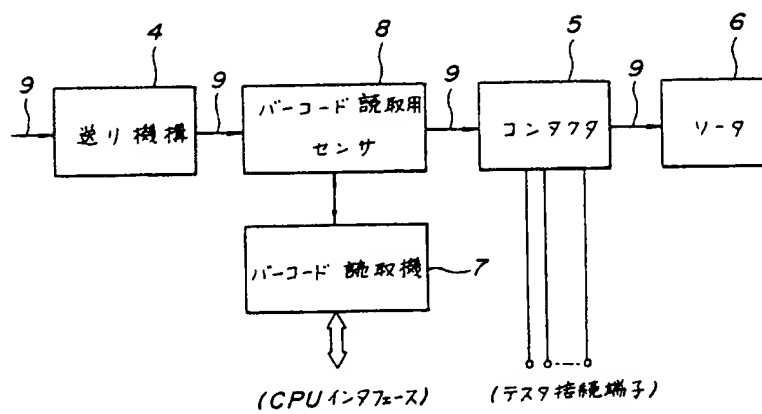 4
8
5
6
9
9
9
9
送り機構
バーコード 読取用
センサ
コンタクタ
ソータ
バーコード 読取機
7
(CPUインタフェース)
(テスタ接続端子)